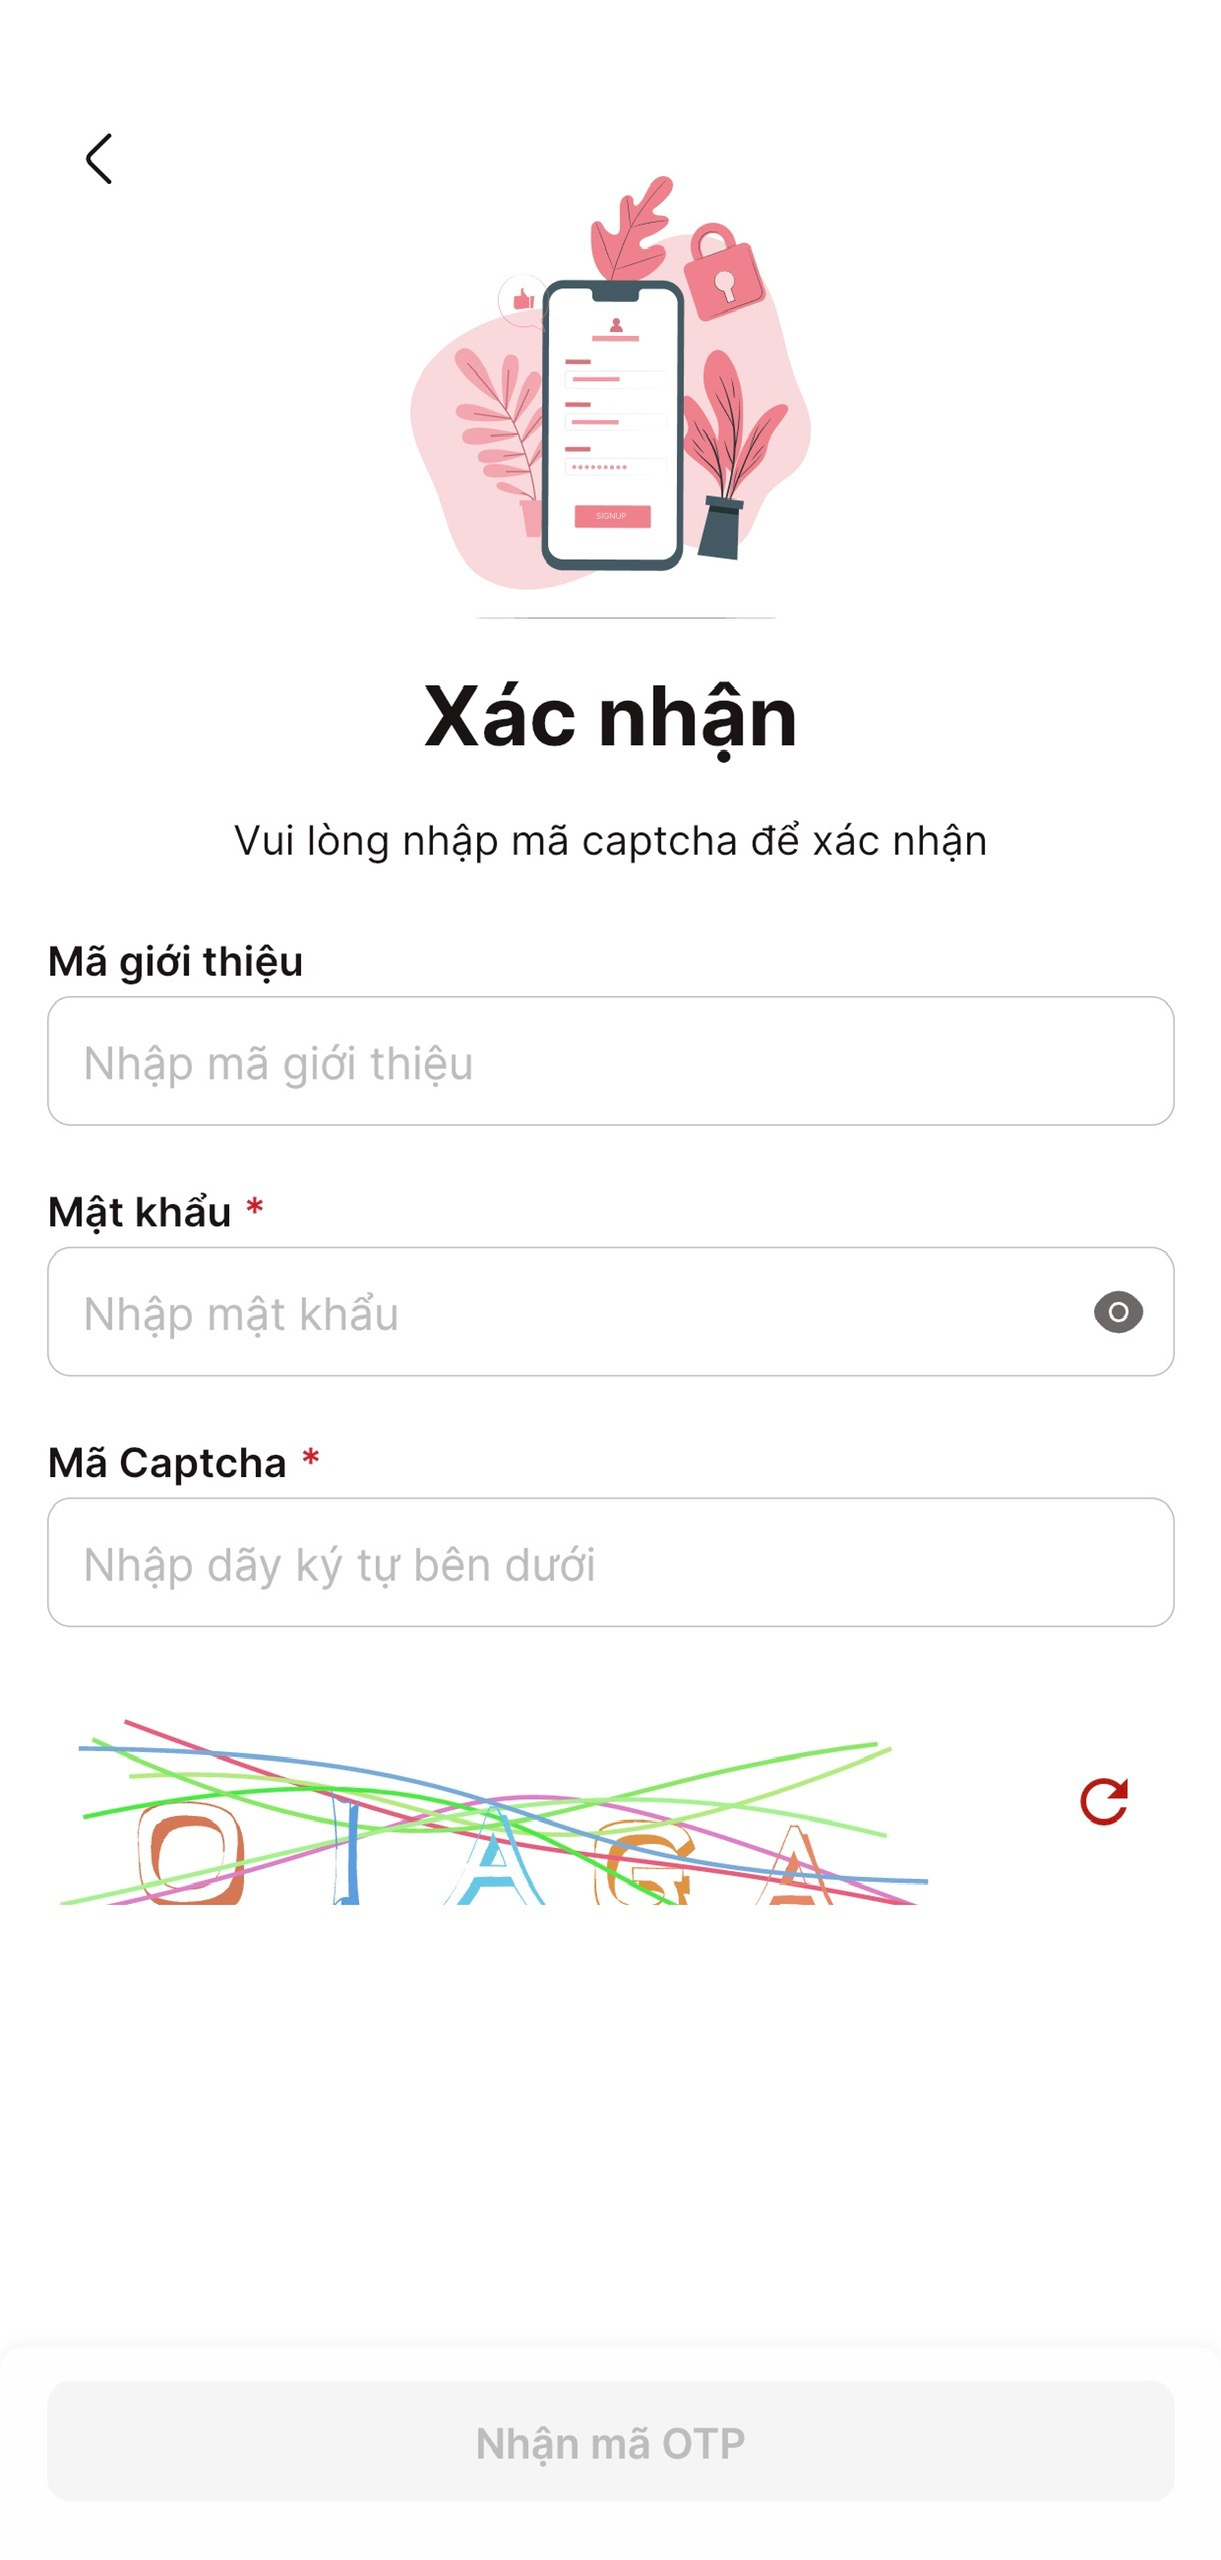 SIGNUP
Xác nhận
Vui lòng nhập mã captcha để xác nhận
Mã giới thiệu
Nhập mã giới thiệu
Mật khẩu *
Nhập mật khẩu
Mã Captcha *
Nhập dãy ký tự bên dưới
Nhận mã OTP